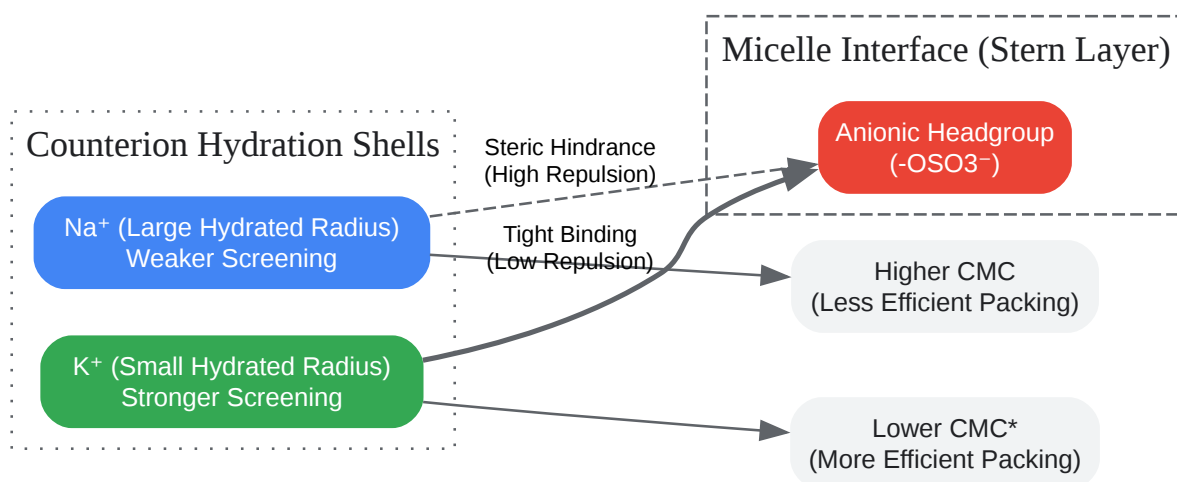 Micelle Interface (Stern Layer)
Anionic Headgroup
(-OSO3⁻)
Counterion Hydration Shells
Steric Hindrance
(High Repulsion)
Na⁺ (Large Hydrated Radius)
Weaker Screening
Tight Binding
(Low Repulsion)
Higher CMC
(Less Efficient Packing)
K⁺ (Small Hydrated Radius)
Stronger Screening
Lower CMC*
(More Efficient Packing)